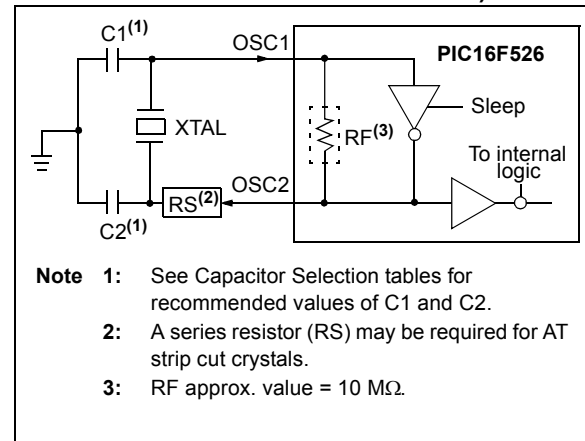 C1(1)
OSC1
PIC16F526
Sleep
XTAL
RF(3)
To internal
logic
OSC2
RS(2)
C2(1)
Note 1: See Capacitor Selection tables for
recommended values of C1 and C2.
2: A series resistor (RS) may be required for AT
strip cut crystals.
3: RF approx. value = 10 MΩ.